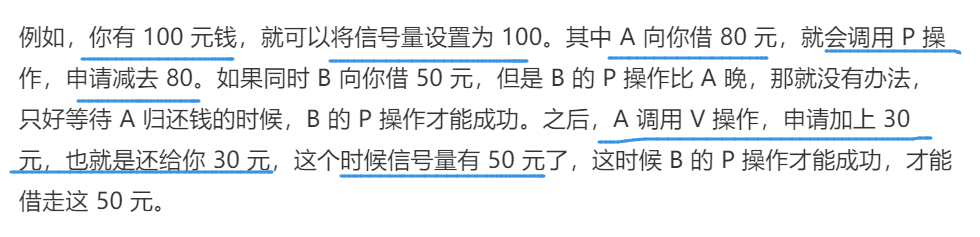 例如，你有 100 元钱，就可以将信号量设置为 100。其中 A 向你借 80 元，就会调用 P 操
作，申请减去 80。如果同时 B 向你借 50 元，但是 B 的 P 操作比 A 晚，那就没有办法，
只好等待 A 归还钱的时候，B 的 P 操作才能成功。之后，A 调用 V 操作，申请加上 30
元，也就是还给你 30 元，这个时候信号量有 50 元了，这时候 B 的 P 操作才能成功，才能
借走这 50 元。